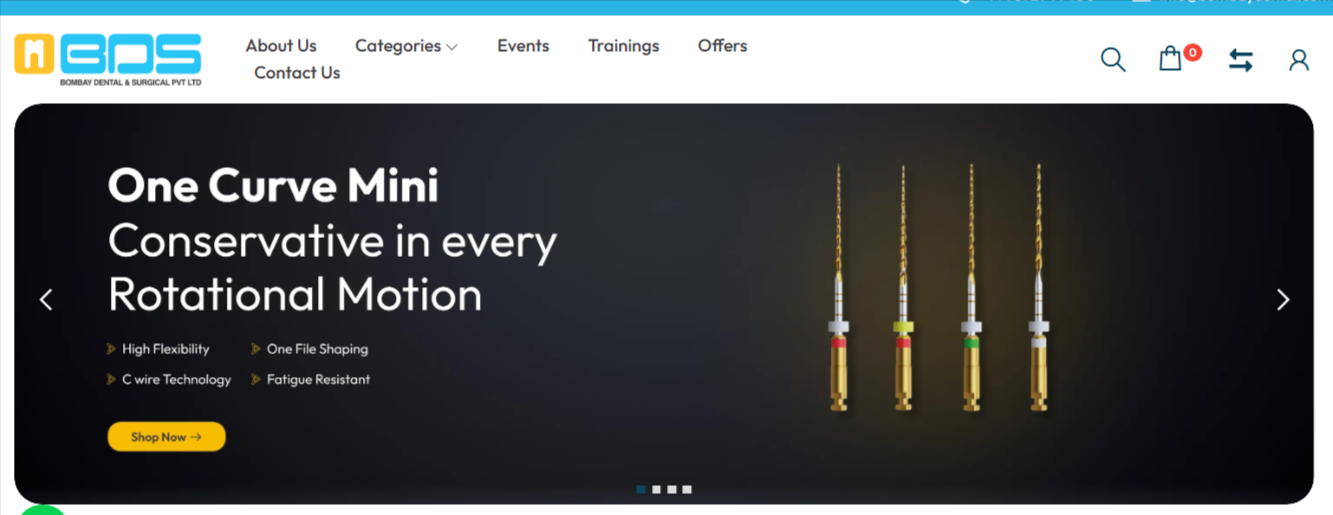 BDS
BOMBAY DENTAL & SURGICAL PVT LTD
About Us
Categories
Events
Trainings
Offers
Contact Us
0
One Curve Mini
Conservative in every
Rotational Motion
High Flexibility
One File Shaping
C wire Technology
Fatigue Resistant
Shop Now →